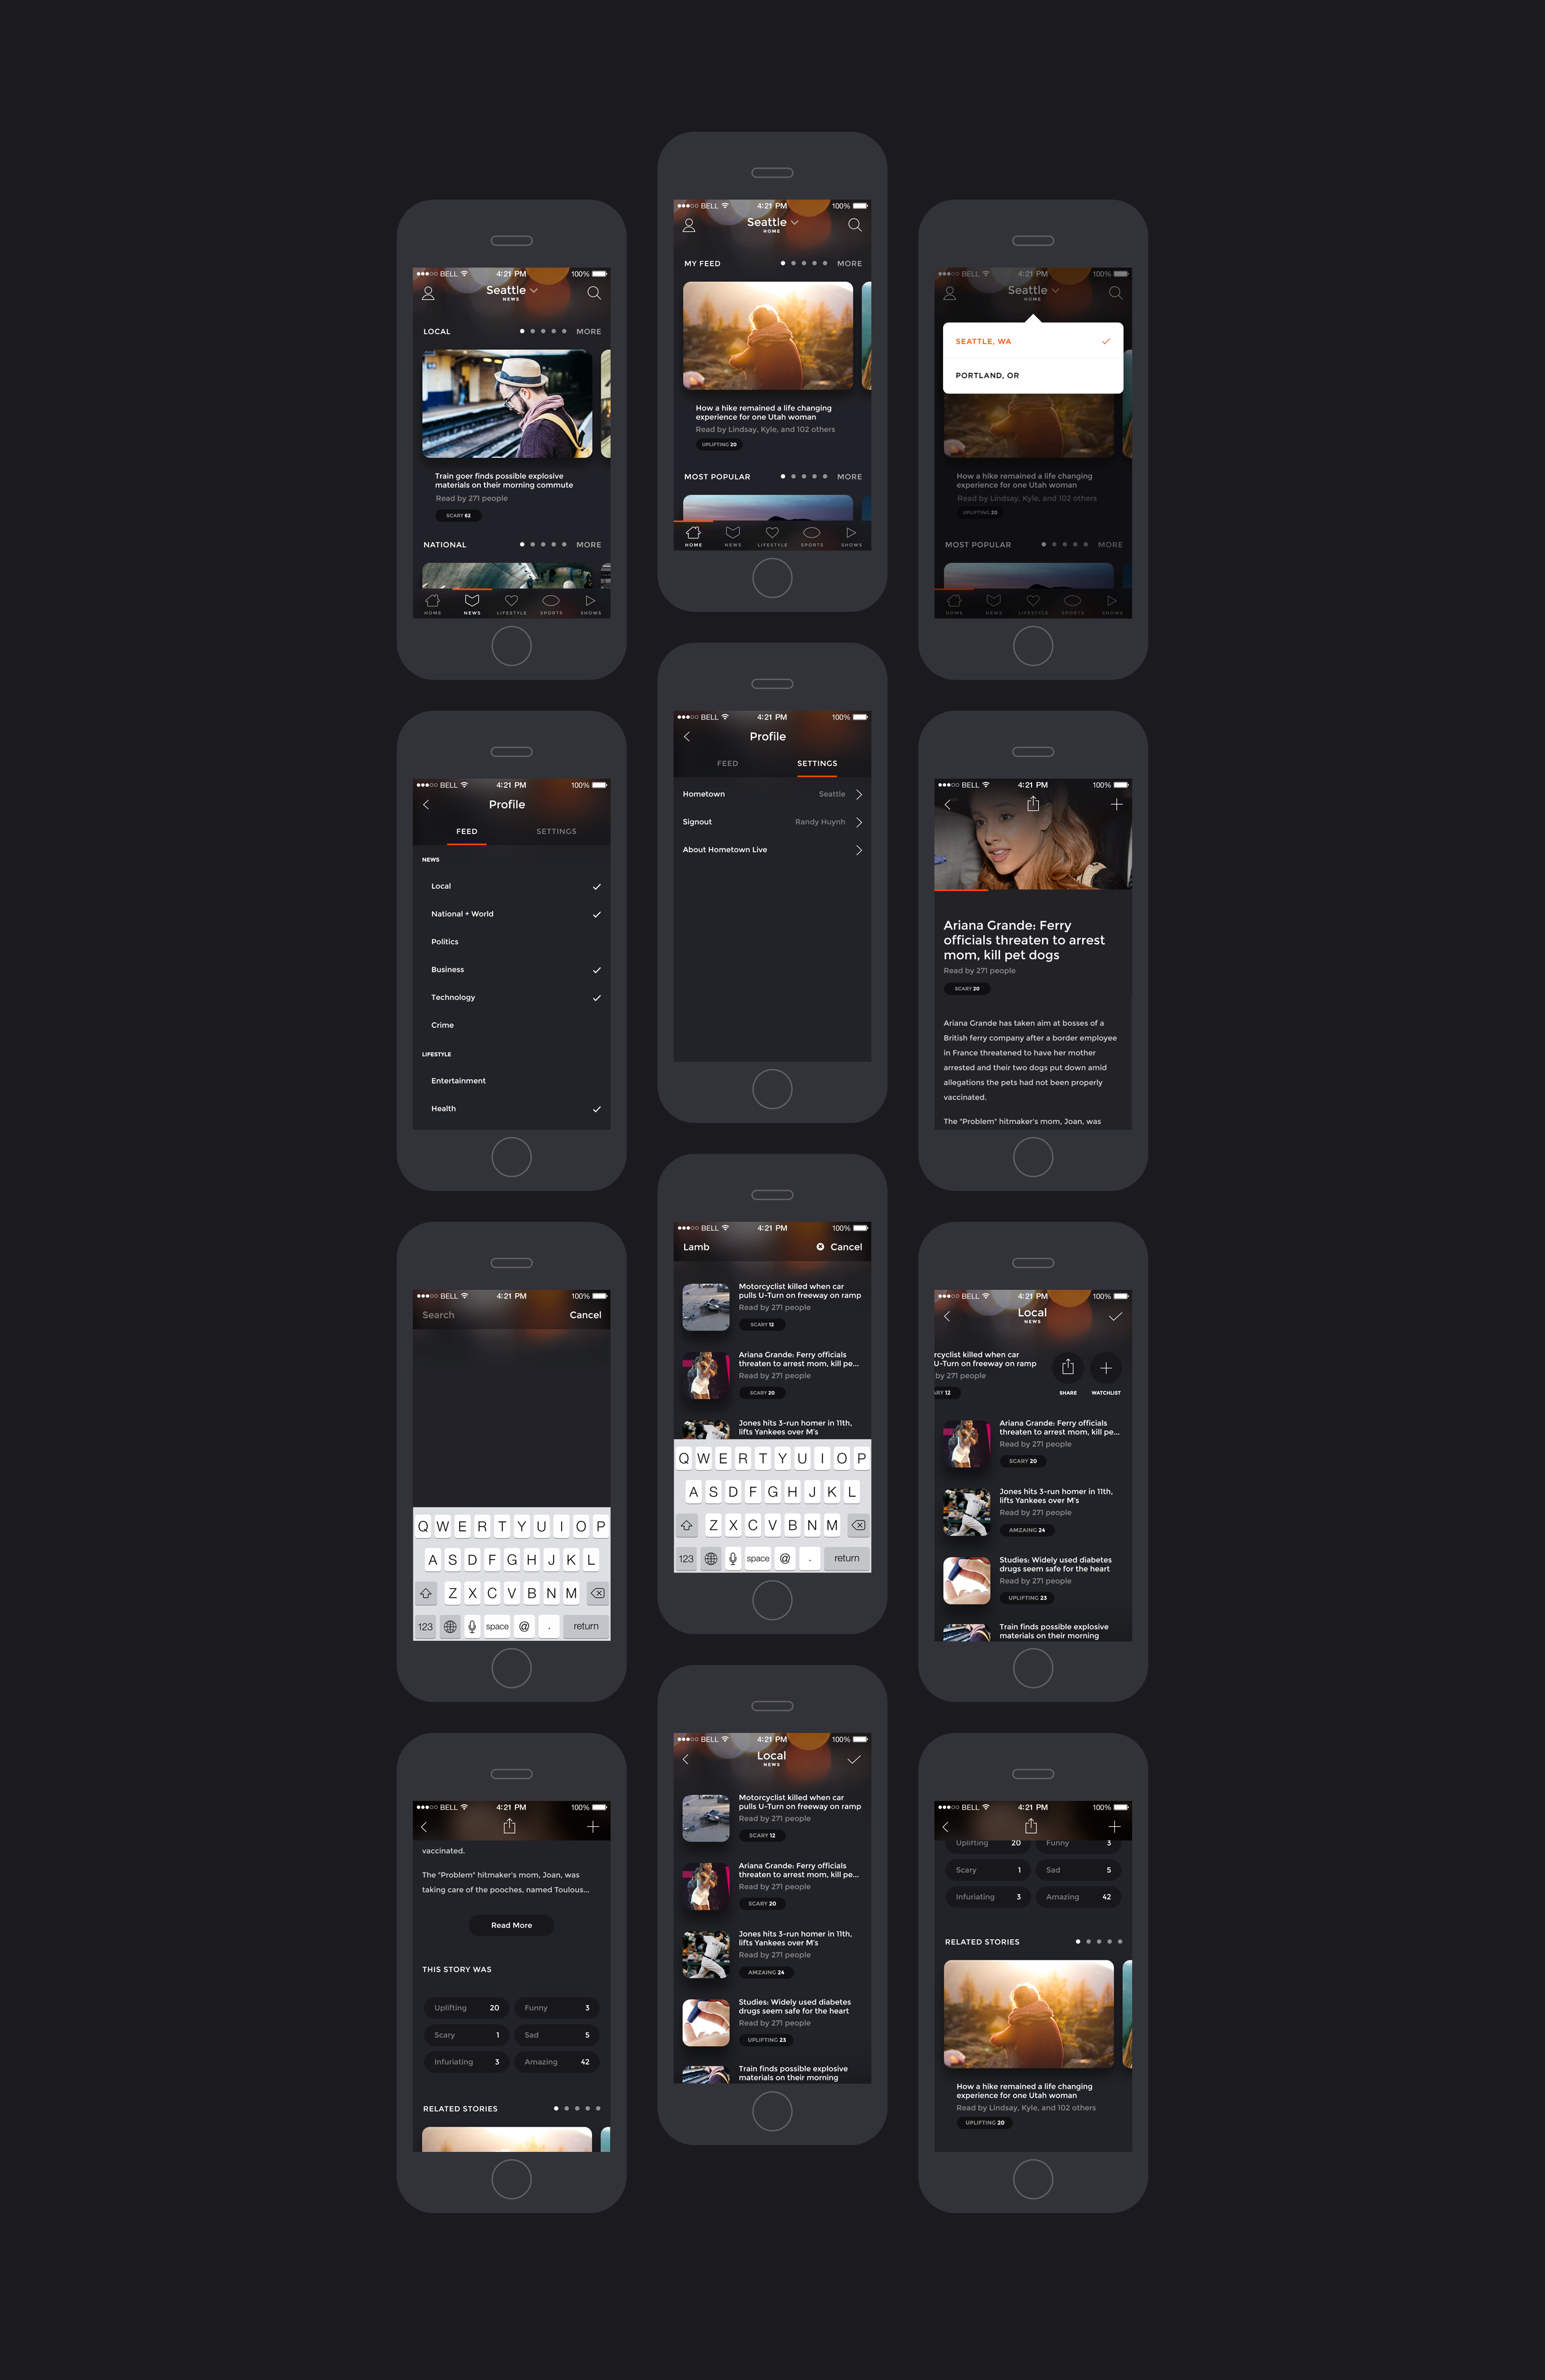 BELL 4:21 PM 100%
Seattle
NEWS
LOCAL MORE
Train goer finds possible explosive
materials on their morning commute
Read by 271 people
SCARY 62
NATIONAL MORE
HOME NEWS LIFESTYLE SPORTS SHOWS
BELL 4:21 PM 100%
Seattle
HOME
MY FEED MORE
How a hike remained a life changing
experience for one Utah woman
Read by Lindsay, Kyle, and 102 others
UPLIFTING 20
MOST POPULAR MORE
HOME NEWS LIFESTYLE SPORTS SHOWS
BELL 4:21 PM 100%
Seattle
HOME
SEATTLE, WA
PORTLAND, OR
How a hike remained a life changing
experience for one Utah woman
Read by Lindsay, Kyle, and 102 others
UPLIFTING 20
MOST POPULAR MORE
HOME NEWS LIFESTYLE SPORTS SHOWS
BELL 4:21 PM 100%
Profile
FEED SETTINGS
NEWS
Local
National + World
Politics
Business
Technology
Crime
LIFESTYLE
Entertainment
Health
BELL 4:21 PM 100%
Profile
FEED SETTINGS
Hometown Seattle
Signout Randy Huynh
About Hometown Live
BELL 4:21 PM 100%
Ariana Grande: Ferry
officials threaten to arrest
mom, kill pet dogs
Read by 271 people
SCARY 20
Ariana Grande has taken aim at bosses of a
British ferry company after a border employee
in France threatened to have her mother
arrested and their two dogs put down amid
allegations the pets had not been properly
vaccinated.
The "Problem" hitmaker's mom, Joan, was
BELL 4:21 PM 100%
Search Cancel
Q W E R T Y U I O P
A S D F G H J K L
Z X C V B N M
123 space @ . return
BELL 4:21 PM 100%
Lamb Cancel
Motorcyclist killed when car
pulls U-Turn on freeway on ramp
Read by 271 people
SCARY 12
Ariana Grande: Ferry officials
threaten to arrest mom, kill pe...
Read by 271 people
SCARY 20
Jones hits 3-run homer in 11th,
lifts Yankees over M's
Q W E R T Y U I O P
A S D F G H J K L
Z X C V B N M
123 space @ . return
BELL 4:21 PM 100%
Local
NEWS
rcyclist killed when car
U-Turn on freeway on ramp
by 271 people
ARY 12
SHARE WATCHLIST
Ariana Grande: Ferry officials
threaten to arrest mom, kill pe...
Read by 271 people
SCARY 20
Jones hits 3-run homer in 11th,
lifts Yankees over M's
Read by 271 people
AMZAING 24
Studies: Widely used diabetes
drugs seem safe for the heart
Read by 271 people
UPLIFTING 23
Train finds possible explosive
materials on their morning
BELL 4:21 PM 100%
vaccinated.
The "Problem" hitmaker's mom, Joan, was
taking care of the pooches, named Toulous...
Read More
THIS STORY WAS
Uplifting 20 Funny 3
Scary 1 Sad 5
Infuriating 3 Amazing 42
RELATED STORIES
BELL 4:21 PM 100%
Local
NEWS
Motorcyclist killed when car
pulls U-Turn on freeway on ramp
Read by 271 people
SCARY 12
Ariana Grande: Ferry officials
threaten to arrest mom, kill pe...
Read by 271 people
SCARY 20
Jones hits 3-run homer in 11th,
lifts Yankees over M's
Read by 271 people
AMZAING 24
Studies: Widely used diabetes
drugs seem safe for the heart
Read by 271 people
UPLIFTING 23
Train finds possible explosive
materials on their morning
BELL 4:21 PM 100%
Uplifting 20 Funny 3
Scary 1 Sad 5
Infuriating 3 Amazing 42
RELATED STORIES
How a hike remained a life changing
experience for one Utah woman
Read by Lindsay, Kyle, and 102 others
UPLIFTING 20